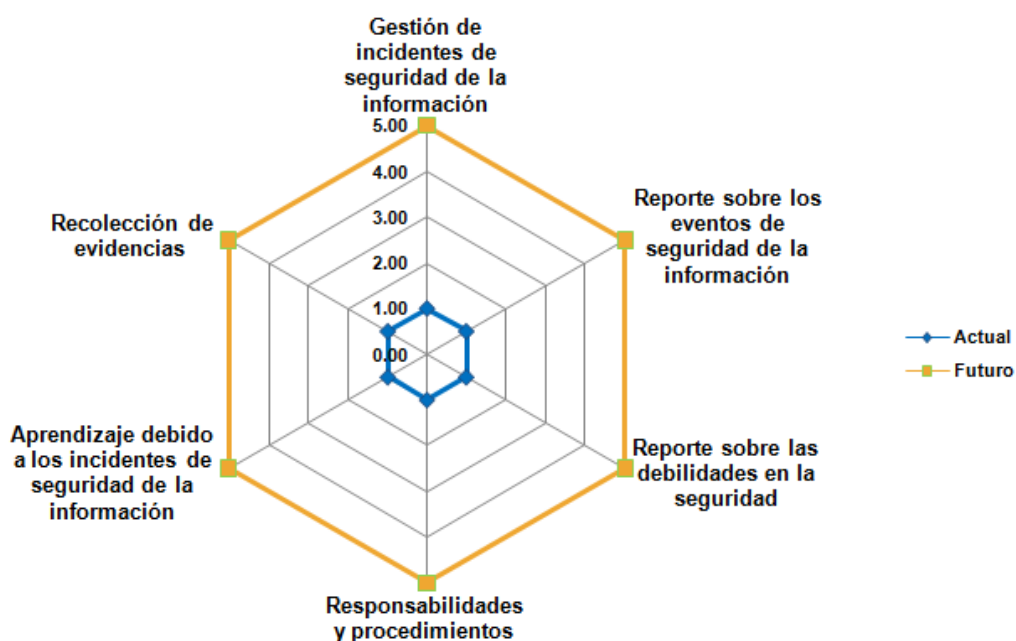 Gestión de
incidentes de
seguridad de la
información
5.00
4.00
3.00
2.00
1.00
0.00
Reporte sobre los
eventos de
seguridad de la
información
Reporte sobre las
debilidades en la
seguridad
Responsabilidades
y procedimientos
Aprendizaje debido
a los incidentes de
seguridad de la
información
Recolección de
evidencias
Actual
Futuro